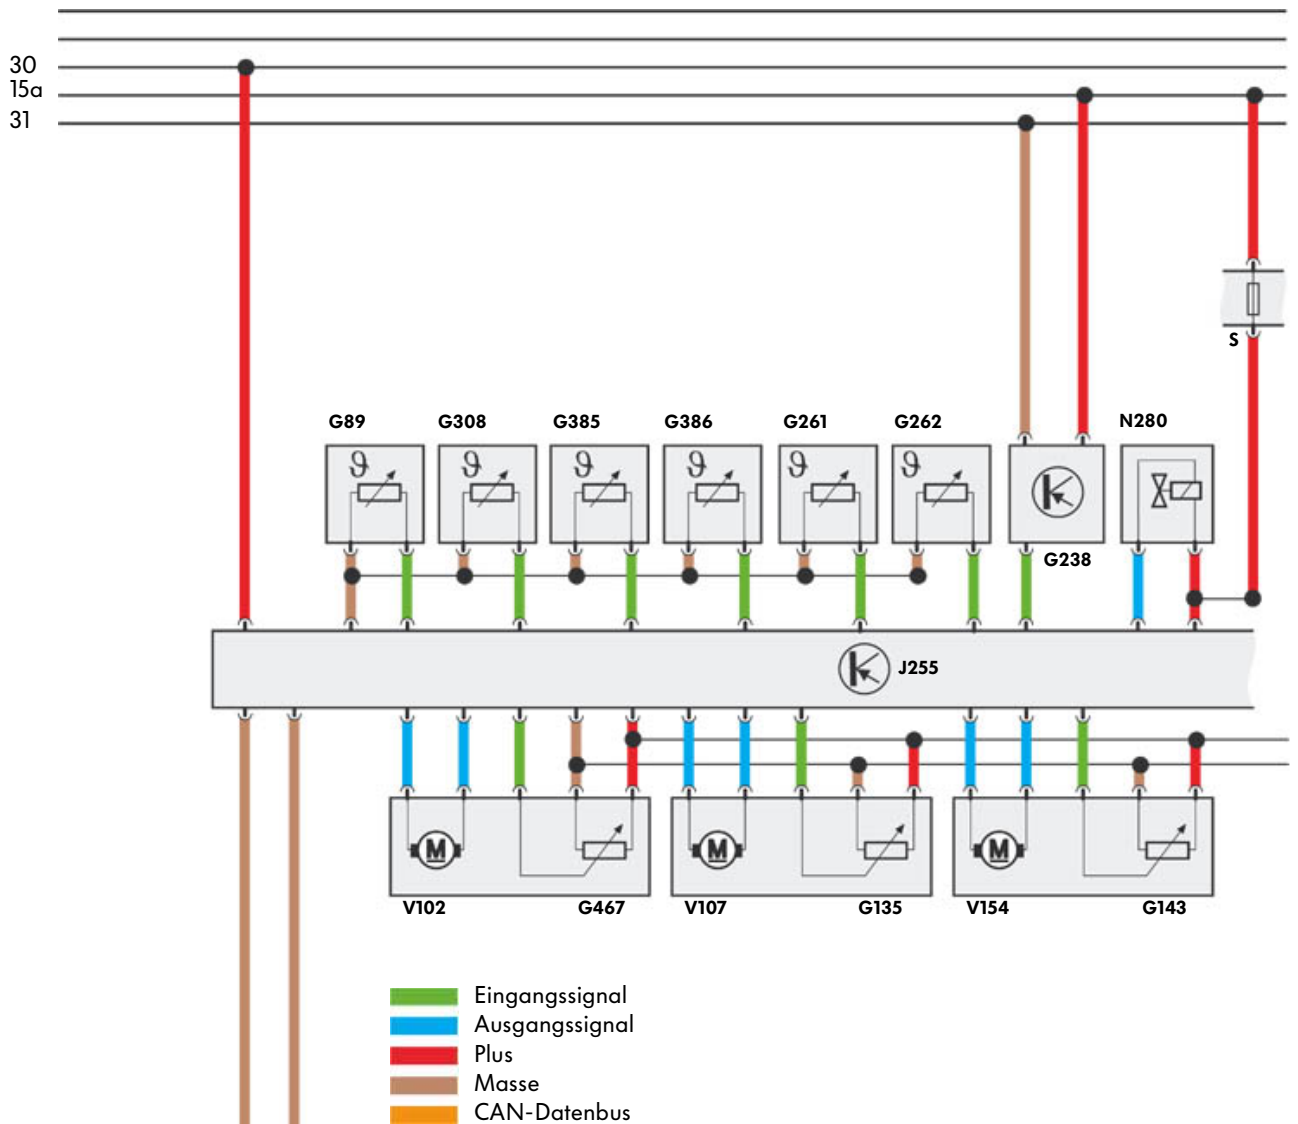 30
15a
31
S
G89
G308
G385
G386
G261
G262
N280
G238
J255
M
M
M
V102
G467
V107
G135
V154
G143
Eingangssignal
Ausgangssignal
Plus
Masse
CAN-Datenbus